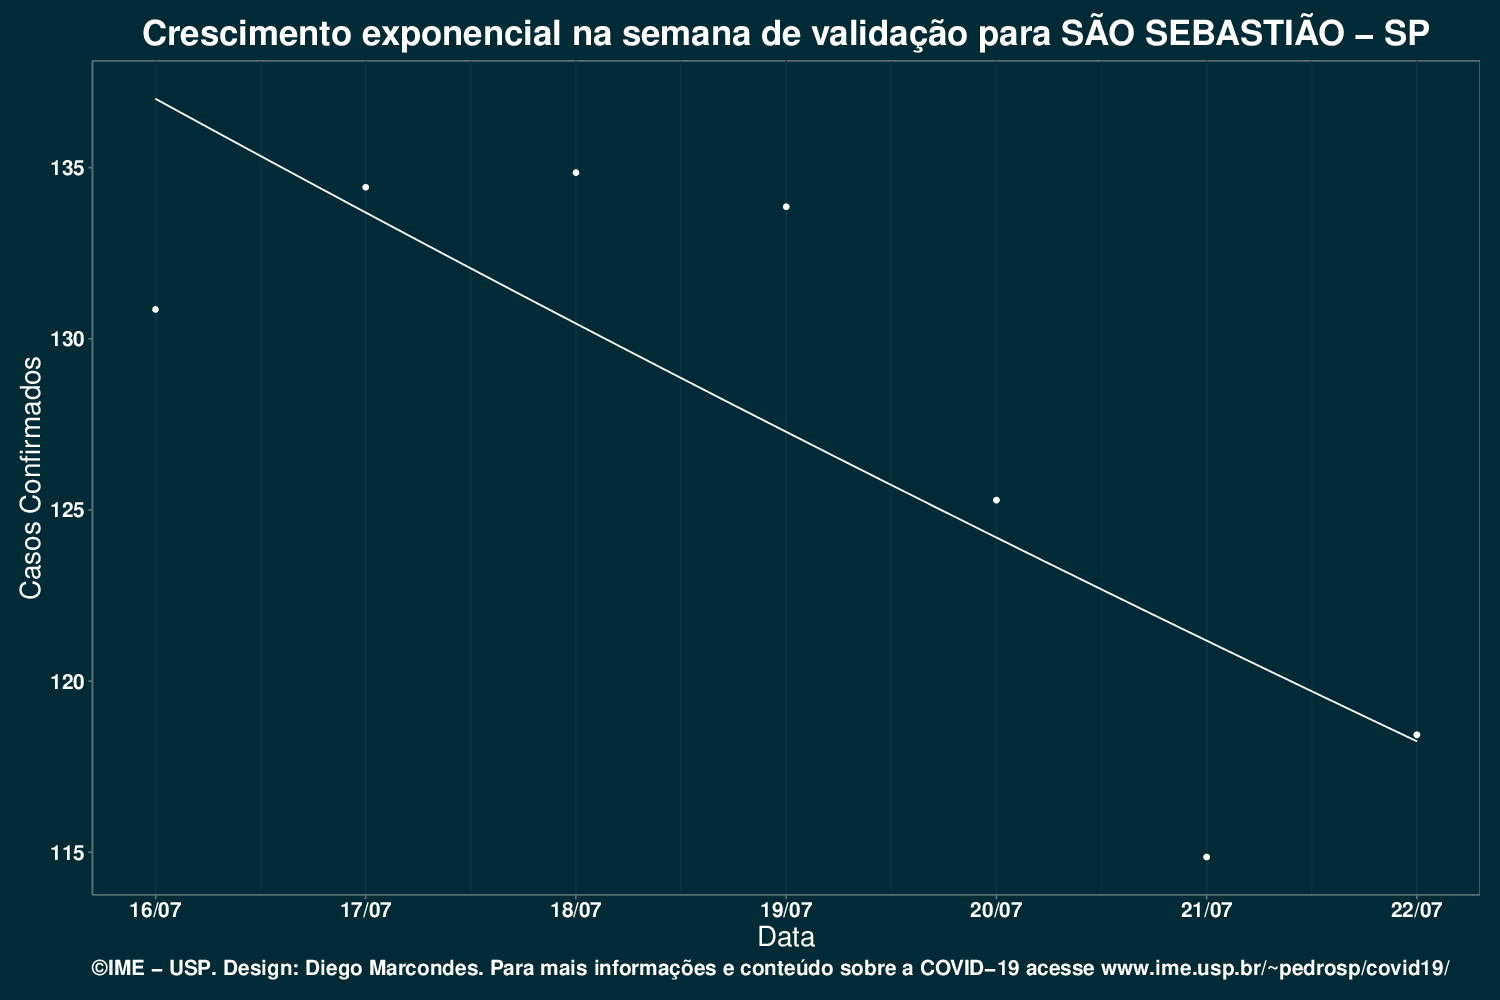 Crescimento exponencial na semana de validação para SÃO SEBASTIÃO – SP
Casos Confirmados
135
130
125
120
115
16/07 17/07 18/07 19/07 20/07 21/07 22/07
Data
©IME – USP. Design: Diego Marcondes. Para mais informações e conteúdo sobre a COVID–19 acesse www.ime.usp.br/~pedrosp/covid19/